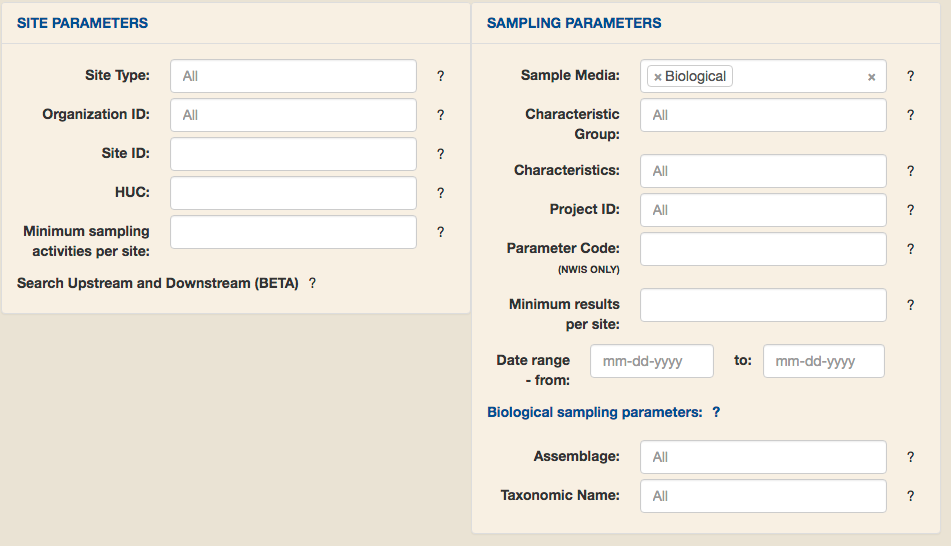 SITE PARAMETERS
Site Type: All ?
Organization ID: All ?
Site ID: ?
HUC: ?
Minimum sampling ?
activities per site:
Search Upstream and Downstream (BETA) ?
SAMPLING PARAMETERS
Sample Media: × Biological × ?
Characteristic All ?
Group:
Characteristics: All ?
Project ID: All ?
Parameter Code: ?
(NWIS ONLY)
Minimum results ?
per site:
Date range mm-dd-yyyy to: mm-dd-yyyy
- from:
Biological sampling parameters: ?
Assemblage: All ?
Taxonomic Name: All ?